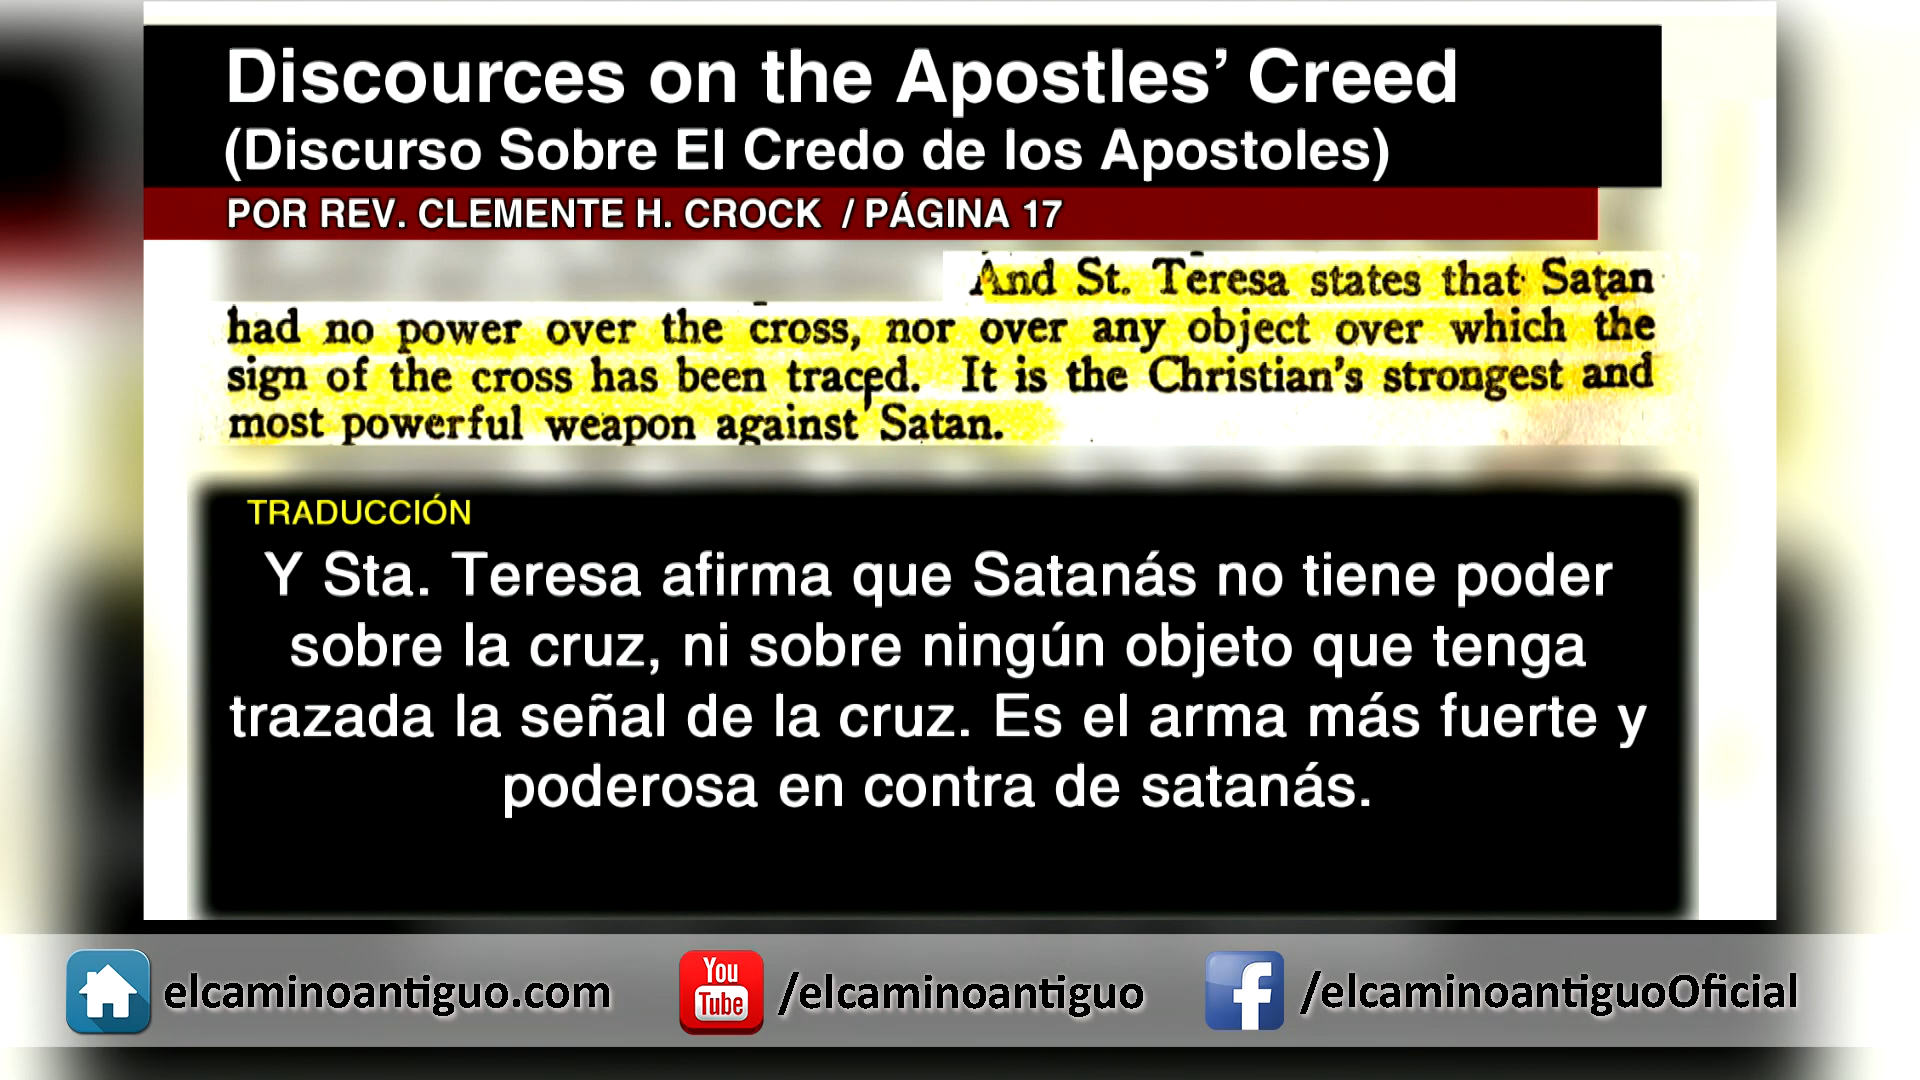 Discources on the Apostles’ Creed
(Discurso Sobre El Credo de los Apostoles)
POR REV. CLEMENTE H. CROCK / PÁGINA 17
And St. Teresa states that Satan
had no power over the cross, nor over any object over which the
sign of the cross has been traced. It is the Christian's strongest and
most powerful weapon against Satan.
TRADUCCIÓN
Y Sta. Teresa afirma que Satanás no tiene poder
sobre la cruz, ni sobre ningún objeto que tenga
trazada la señal de la cruz. Es el arma más fuerte y
poderosa en contra de satanás.
elcaminoantiguo.com
You Tube /elcaminoantiguo
f /elcaminoantiguoOficial